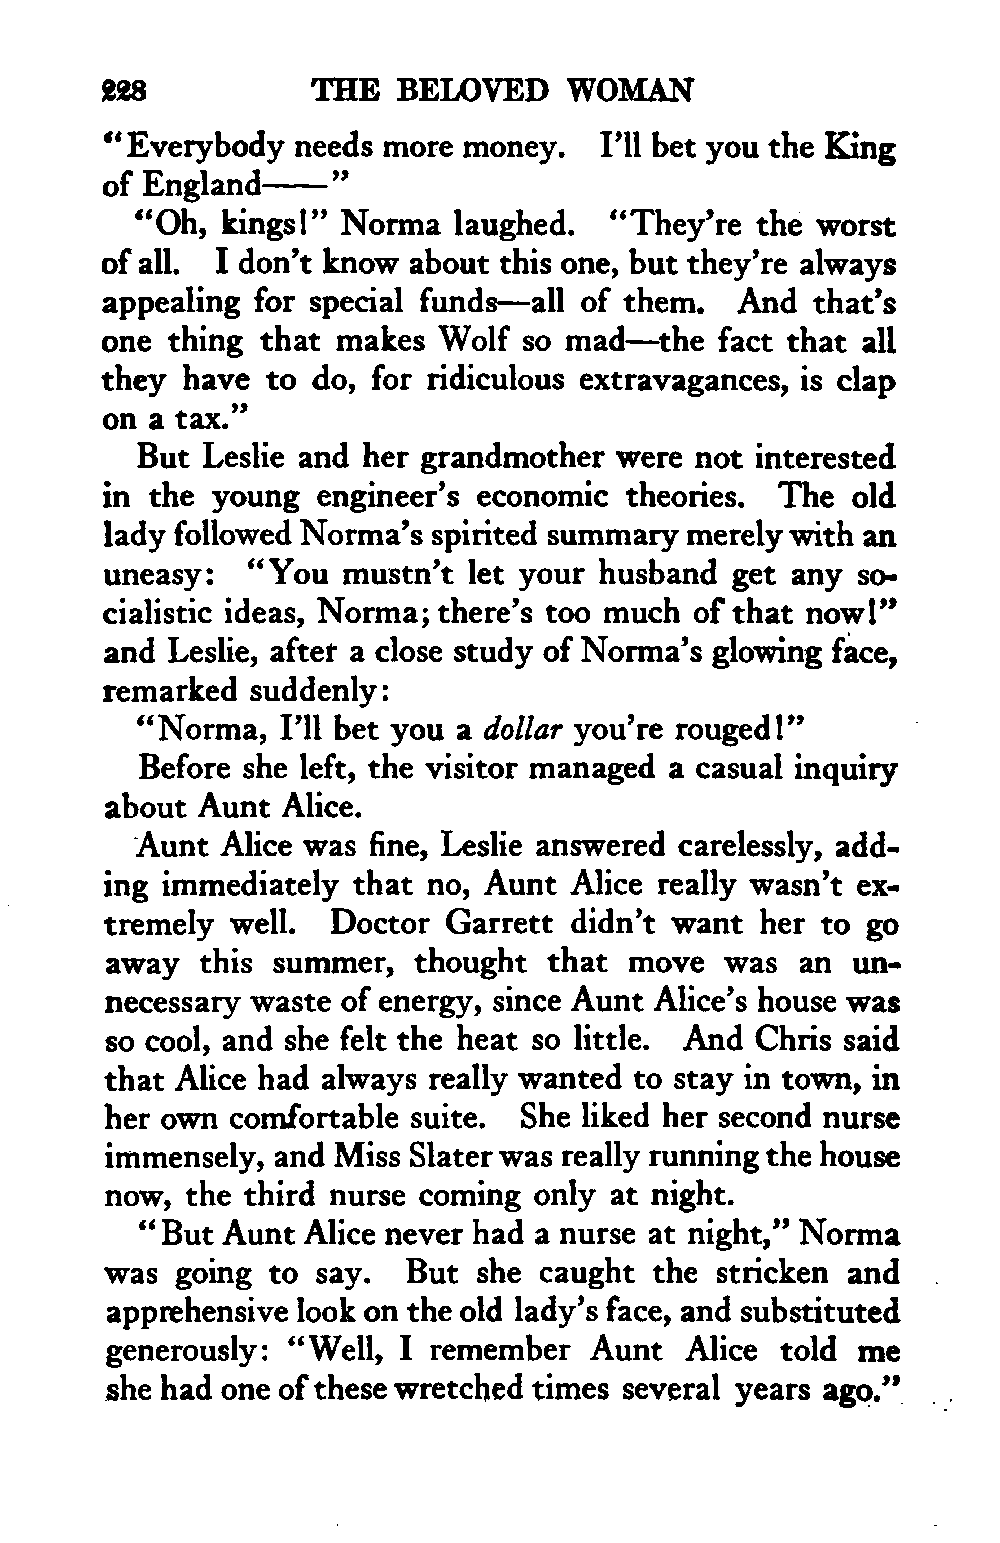 228 THE BELOVED WOMAN
“Everybody needs more money. I’ll bet you the King
of England——”
“Oh, kings!” Norma laughed. “They’re the worst
of all. I don’t know about this one, but they’re always
appealing for special funds—all of them. And that’s
one thing that makes Wolf so mad—the fact that all
they have to do, for ridiculous extravagances, is clap
on a tax.”
But Leslie and her grandmother were not interested
in the young engineer’s economic theories. The old
lady followed Norma’s spirited summary merely with an
uneasy: “You mustn’t let your husband get any so-
cialistic ideas, Norma; there’s too much of that now!”
and Leslie, after a close study of Norma’s glowing face,
remarked suddenly:
“Norma, I’ll bet you a dollar you’re rouged!”
Before she left, the visitor managed a casual inquiry
about Aunt Alice.
Aunt Alice was fine, Leslie answered carelessly, add-
ing immediately that no, Aunt Alice really wasn’t ex-
tremely well. Doctor Garrett didn’t want her to go
away this summer, thought that move was an un-
necessary waste of energy, since Aunt Alice’s house was
so cool, and she felt the heat so little. And Chris said
that Alice had always really wanted to stay in town, in
her own comfortable suite. She liked her second nurse
immensely, and Miss Slater was really running the house
now, the third nurse coming only at night.
“But Aunt Alice never had a nurse at night,” Norma
was going to say. But she caught the stricken and
apprehensive look on the old lady’s face, and substituted
generously: “Well, I remember Aunt Alice told me
she had one of these wretched times several years ago.”